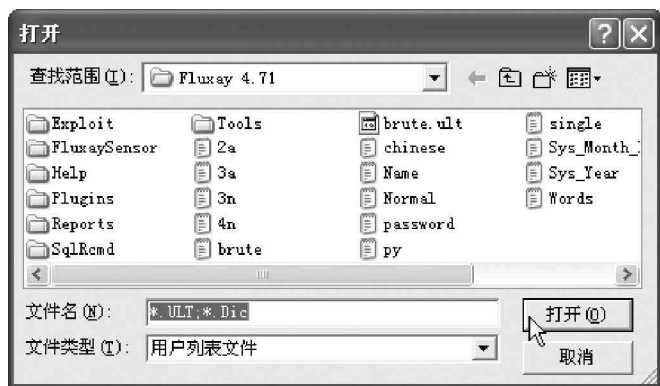 打开
查找范围(I): Fluxay 4.71
Exploit Tools brute.ult single
FluxaySensor 2a chinese Sys_Month_
Help 3a Name Sys_Year
Plugins 3n Normal Words
Reports 4n password
SqlRcmd brute py
文件名(N): *.ULT;*.Dic 打开(O)
文件类型(T): 用户列表文件 取消